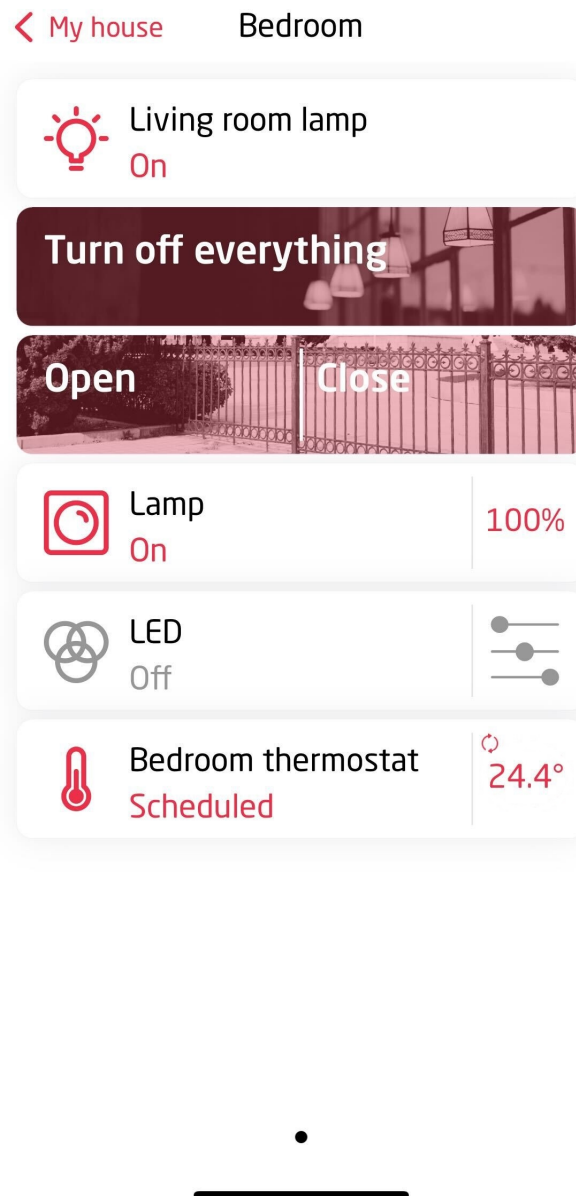 My house
Bedroom
Living room lamp
On
Turn off everything
Open
Close
Lamp
On
100%
LED
Off
Bedroom thermostat
Scheduled
24.4°